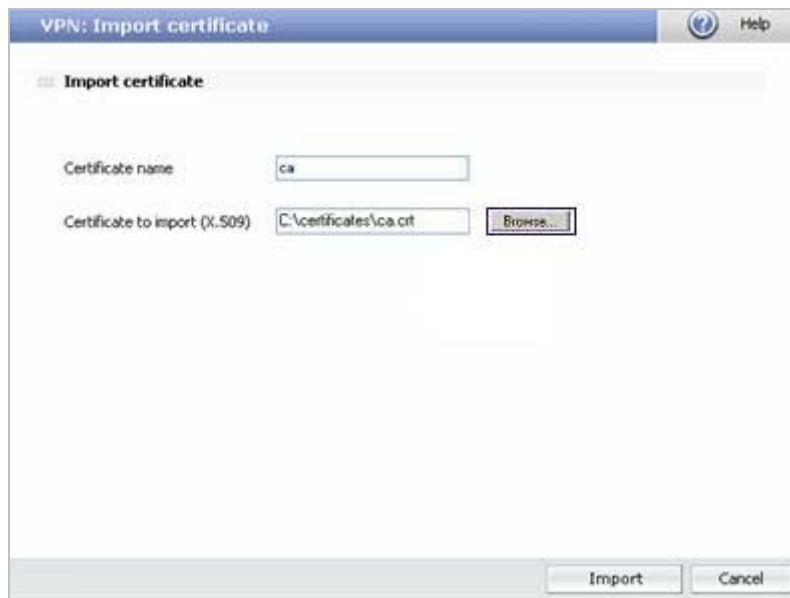 VPN: Import certificate
Help
Import certificate
Certificate name
ca
Certificate to import (X.509)
C:\certificates\ca.crt
Browse...
Import
Cancel